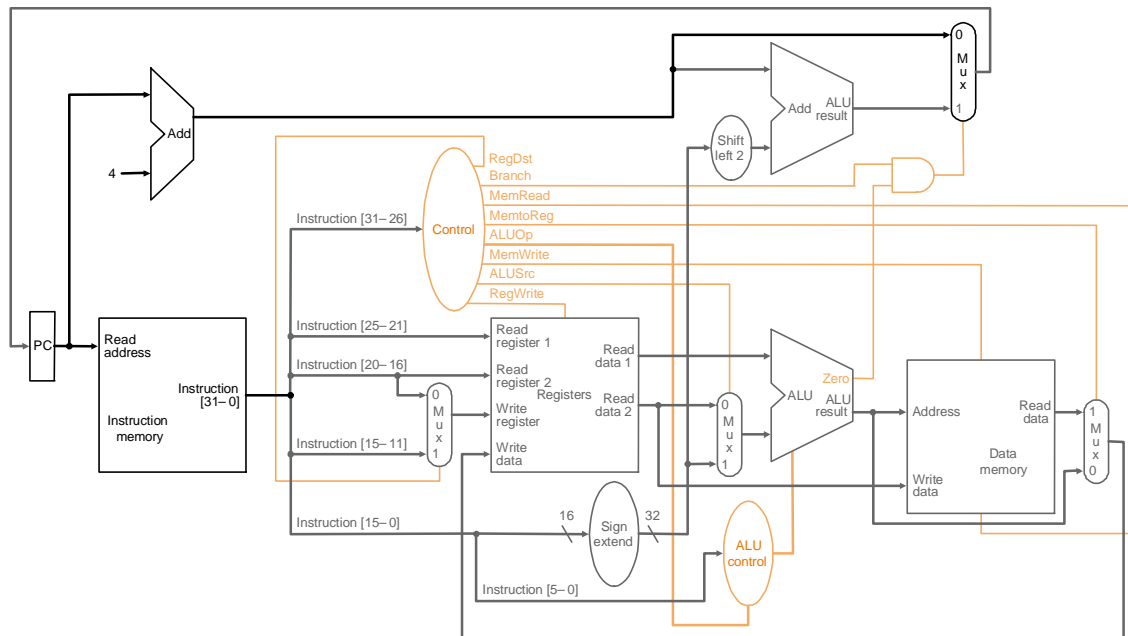 0
M
u
x
1
Add
ALU
result
Add
4
Shift
left 2
RegDst
Branch
MemRead
MemtoReg
ALUOp
MemWrite
ALUSrc
RegWrite
Control
Instruction [31–26]
PC
Read
address
Instruction
[31–0]
Instruction
memory
Instruction [25–21]
Instruction [20–16]
Instruction [15–11]
0
M
u
x
1
Read
register 1
Read
register 2
Registers
Write
register
Write
data
Read
data 1
Read
data 2
0
M
u
x
1
Zero
ALU
ALU
result
Address
Read
data
Data
memory
Write
data
1
M
u
x
0
Instruction [15–0]
16
Sign
extend
32
ALU
control
Instruction [5–0]